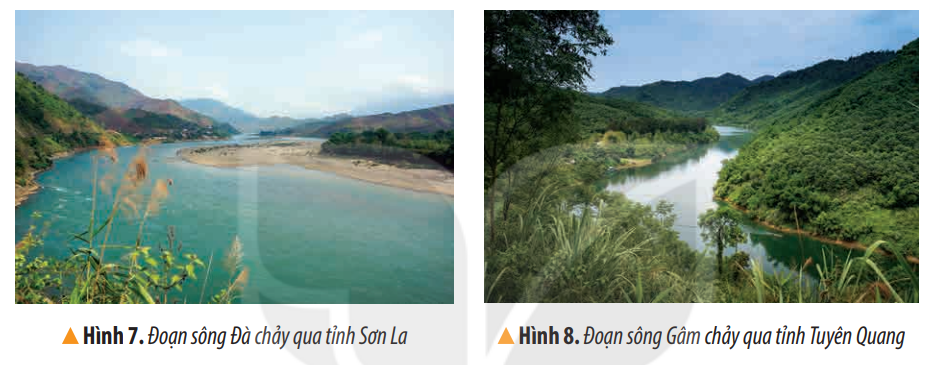 ▲ Hình 7. Đoạn sông Đà chảy qua tỉnh Sơn La
▲ Hình 8. Đoạn sông Gâm chảy qua tỉnh Tuyên Quang